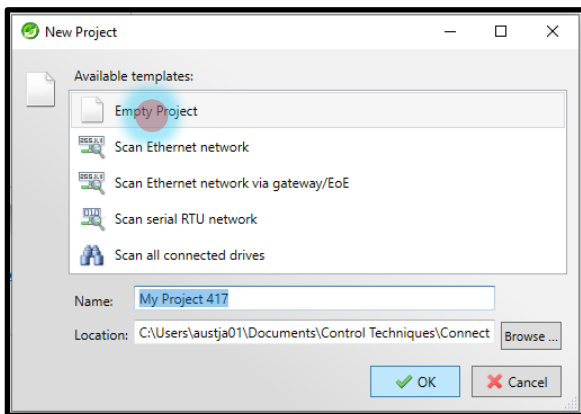 New Project
Available templates:
Empty Project
Scan Ethernet network
Scan Ethernet network via gateway/EoE
Scan serial RTU network
Scan all connected drives
Name: My Project 417
Location: C:\Users\austja01\Documents\Control Techniques\Connect Browse ...
OK Cancel